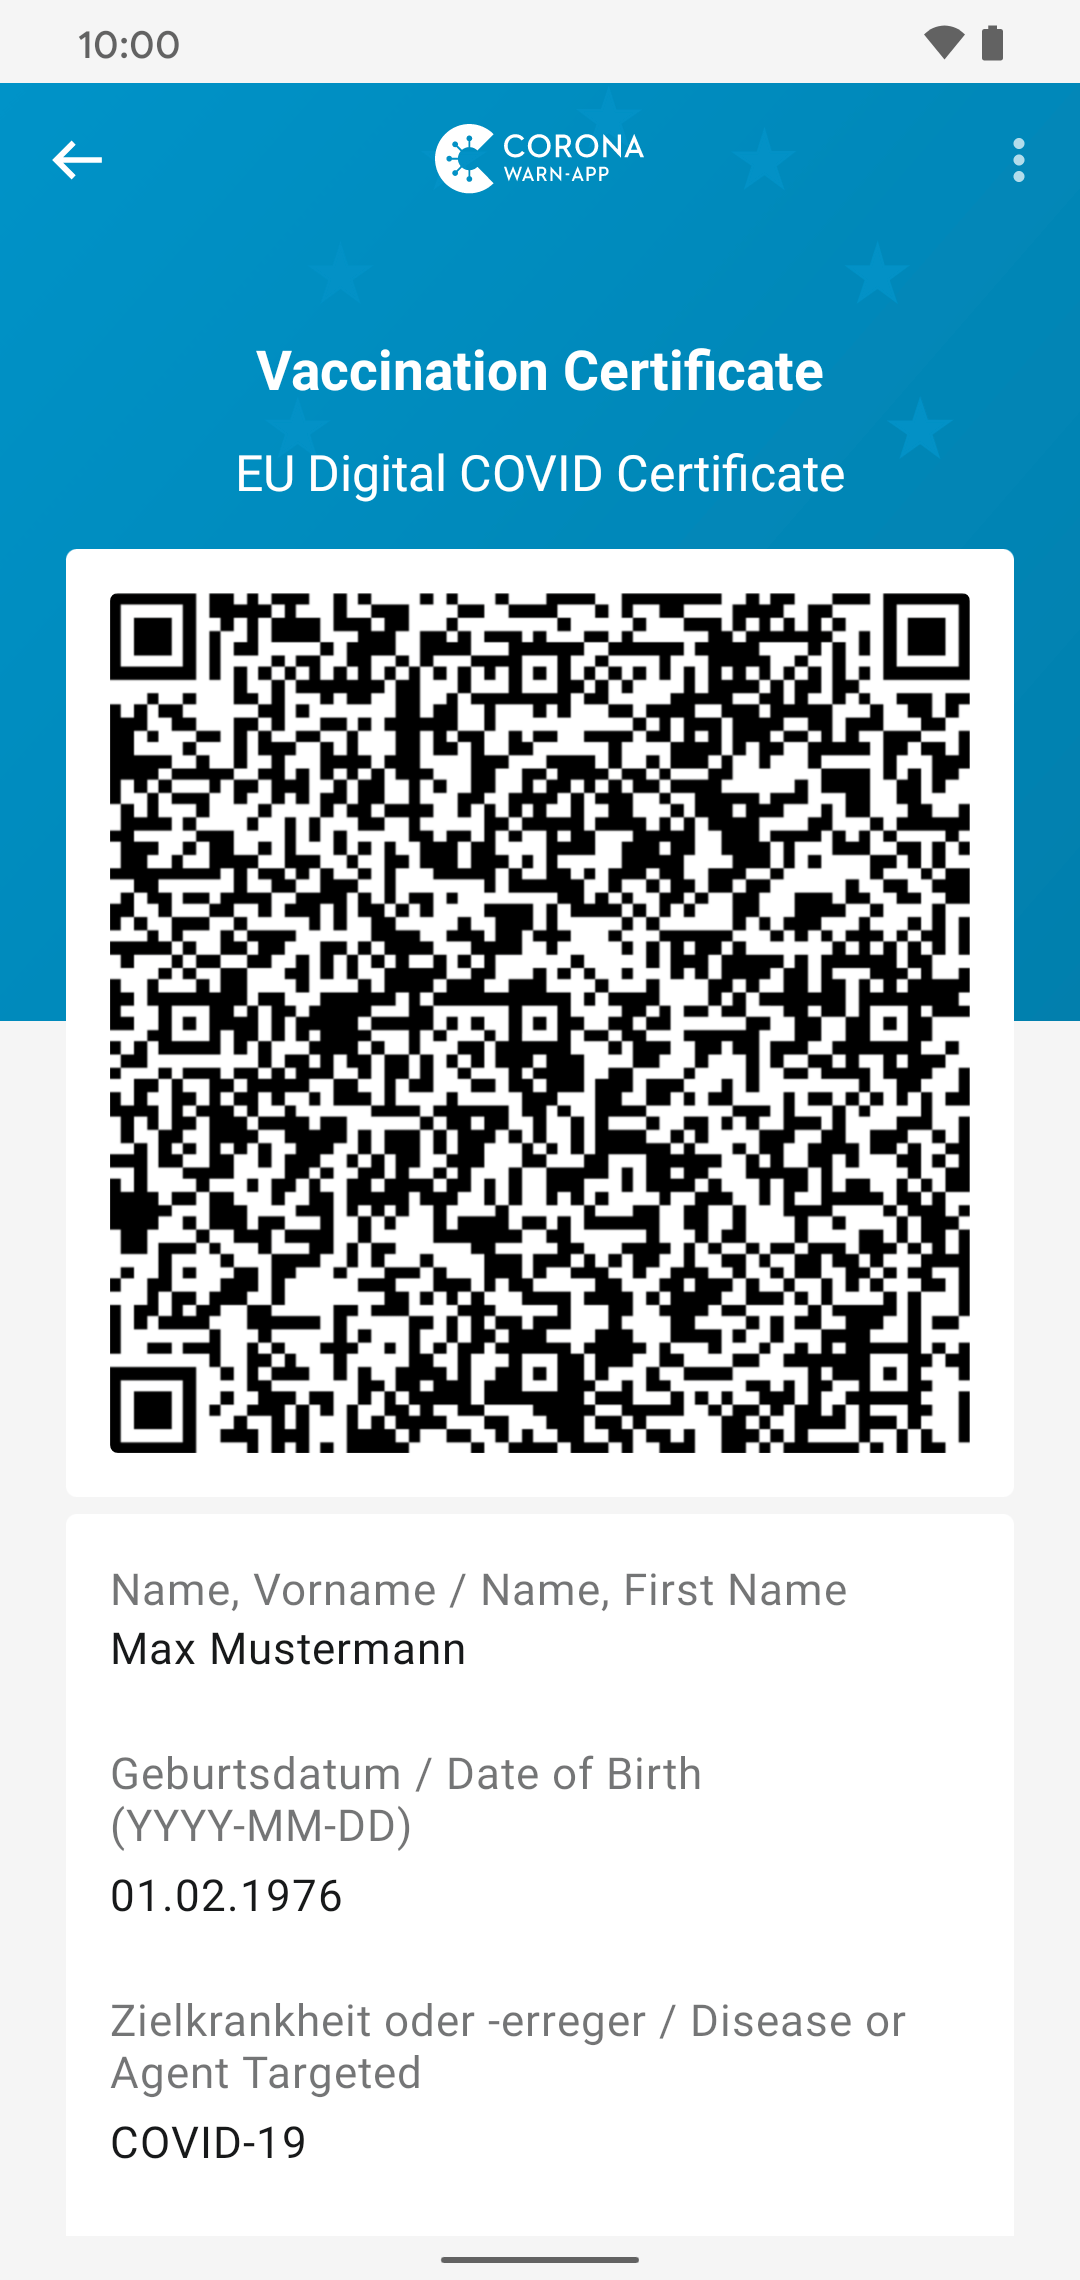 10:00
CORONA
WARN-APP
Vaccination Certificate
EU Digital COVID Certificate
Name, Vorname / Name, First Name
Max Mustermann
Geburtsdatum / Date of Birth
(YYYY-MM-DD)
01.02.1976
Zielkrankheit oder -erreger / Disease or
Agent Targeted
COVID-19